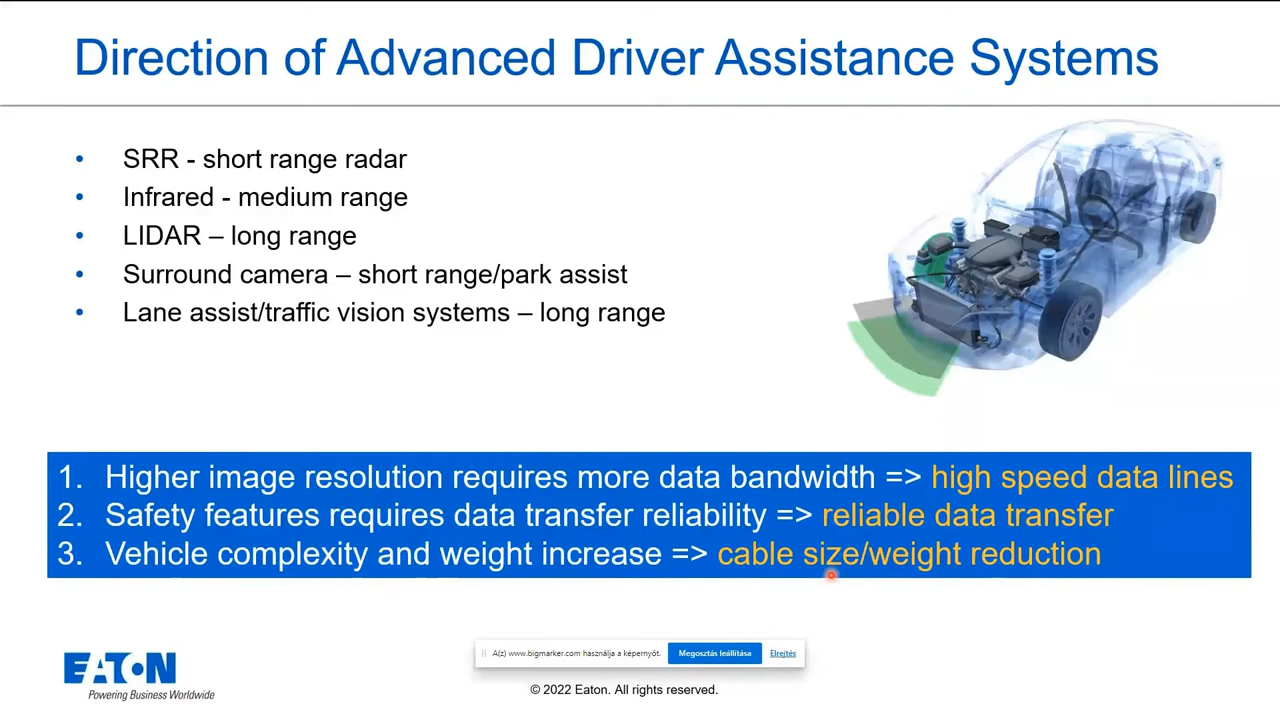 Direction of Advanced Driver Assistance Systems
• SRR - short range radar
• Infrared - medium range
• LIDAR – long range
• Surround camera – short range/park assist
• Lane assist/traffic vision systems – long range
1. Higher image resolution requires more data bandwidth => high speed data lines
2. Safety features requires data transfer reliability => reliable data transfer
3. Vehicle complexity and weight increase => cable size/weight reduction
EATON
Powering Business Worldwide
A(z) www.bigmarker.com használja a képernyőt. Megosztás leállítása Elrejtés
© 2022 Eaton. All rights reserved.